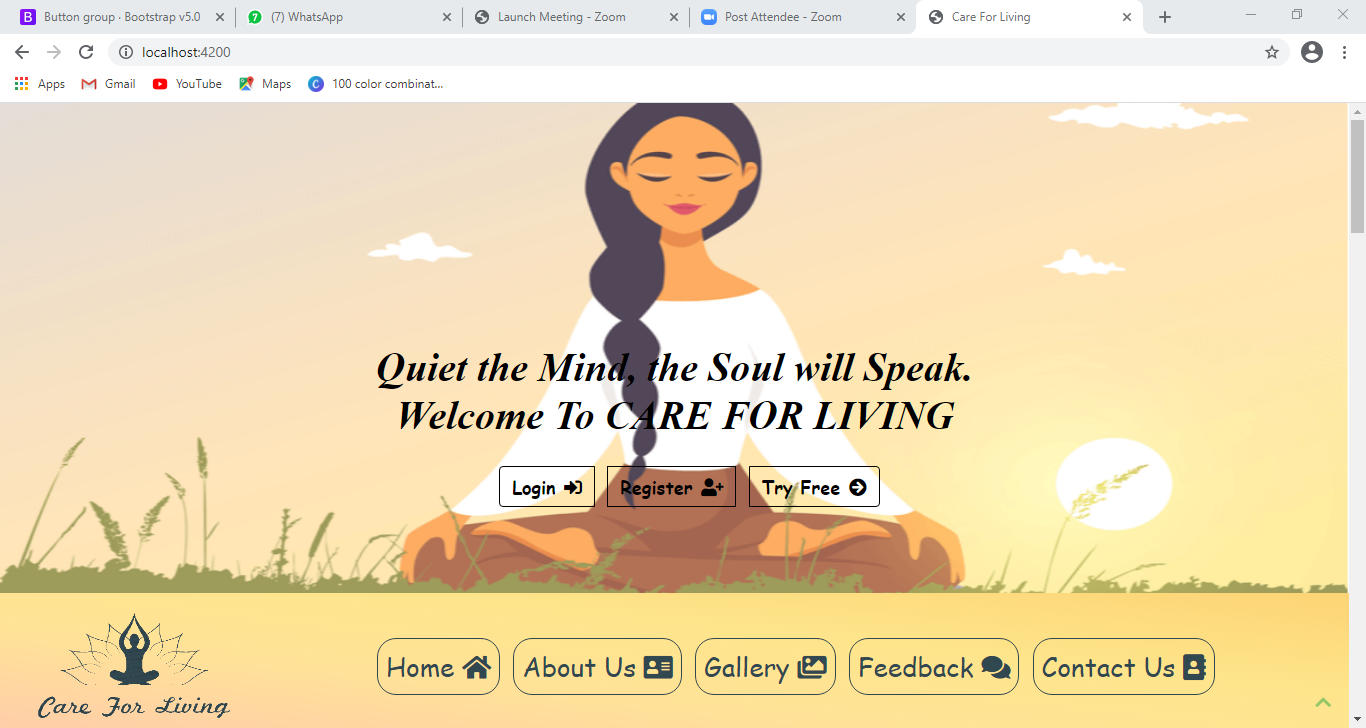 Button group · Bootstrap v5.0
(7) WhatsApp
Launch Meeting - Zoom
Post Attendee - Zoom
Care For Living
localhost:4200
Apps
Gmail
YouTube
Maps
100 color combinat...
Quiet the Mind, the Soul will Speak.
Welcome To CARE FOR LIVING
Login
Register
Try Free
Care For Living
Home
About Us
Gallery
Feedback
Contact Us